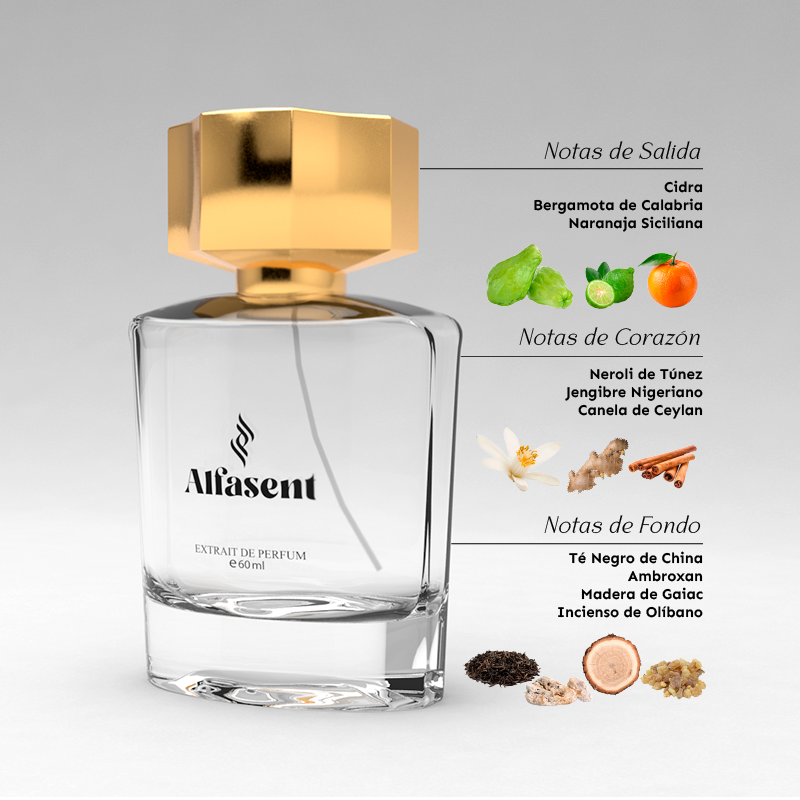 Notas de Salida
Cidra
Bergamota de Calabria
Naranaja Siciliana
Notas de Corazón
Neroli de Túnez
Jengibre Nigeriano
Canela de Ceylan
Alfasent
EXTRAIT DE PERFUM
e 60 ml
Notas de Fondo
Té Negro de China
Ambroxan
Madera de Gaiac
Incienso de Olíbano